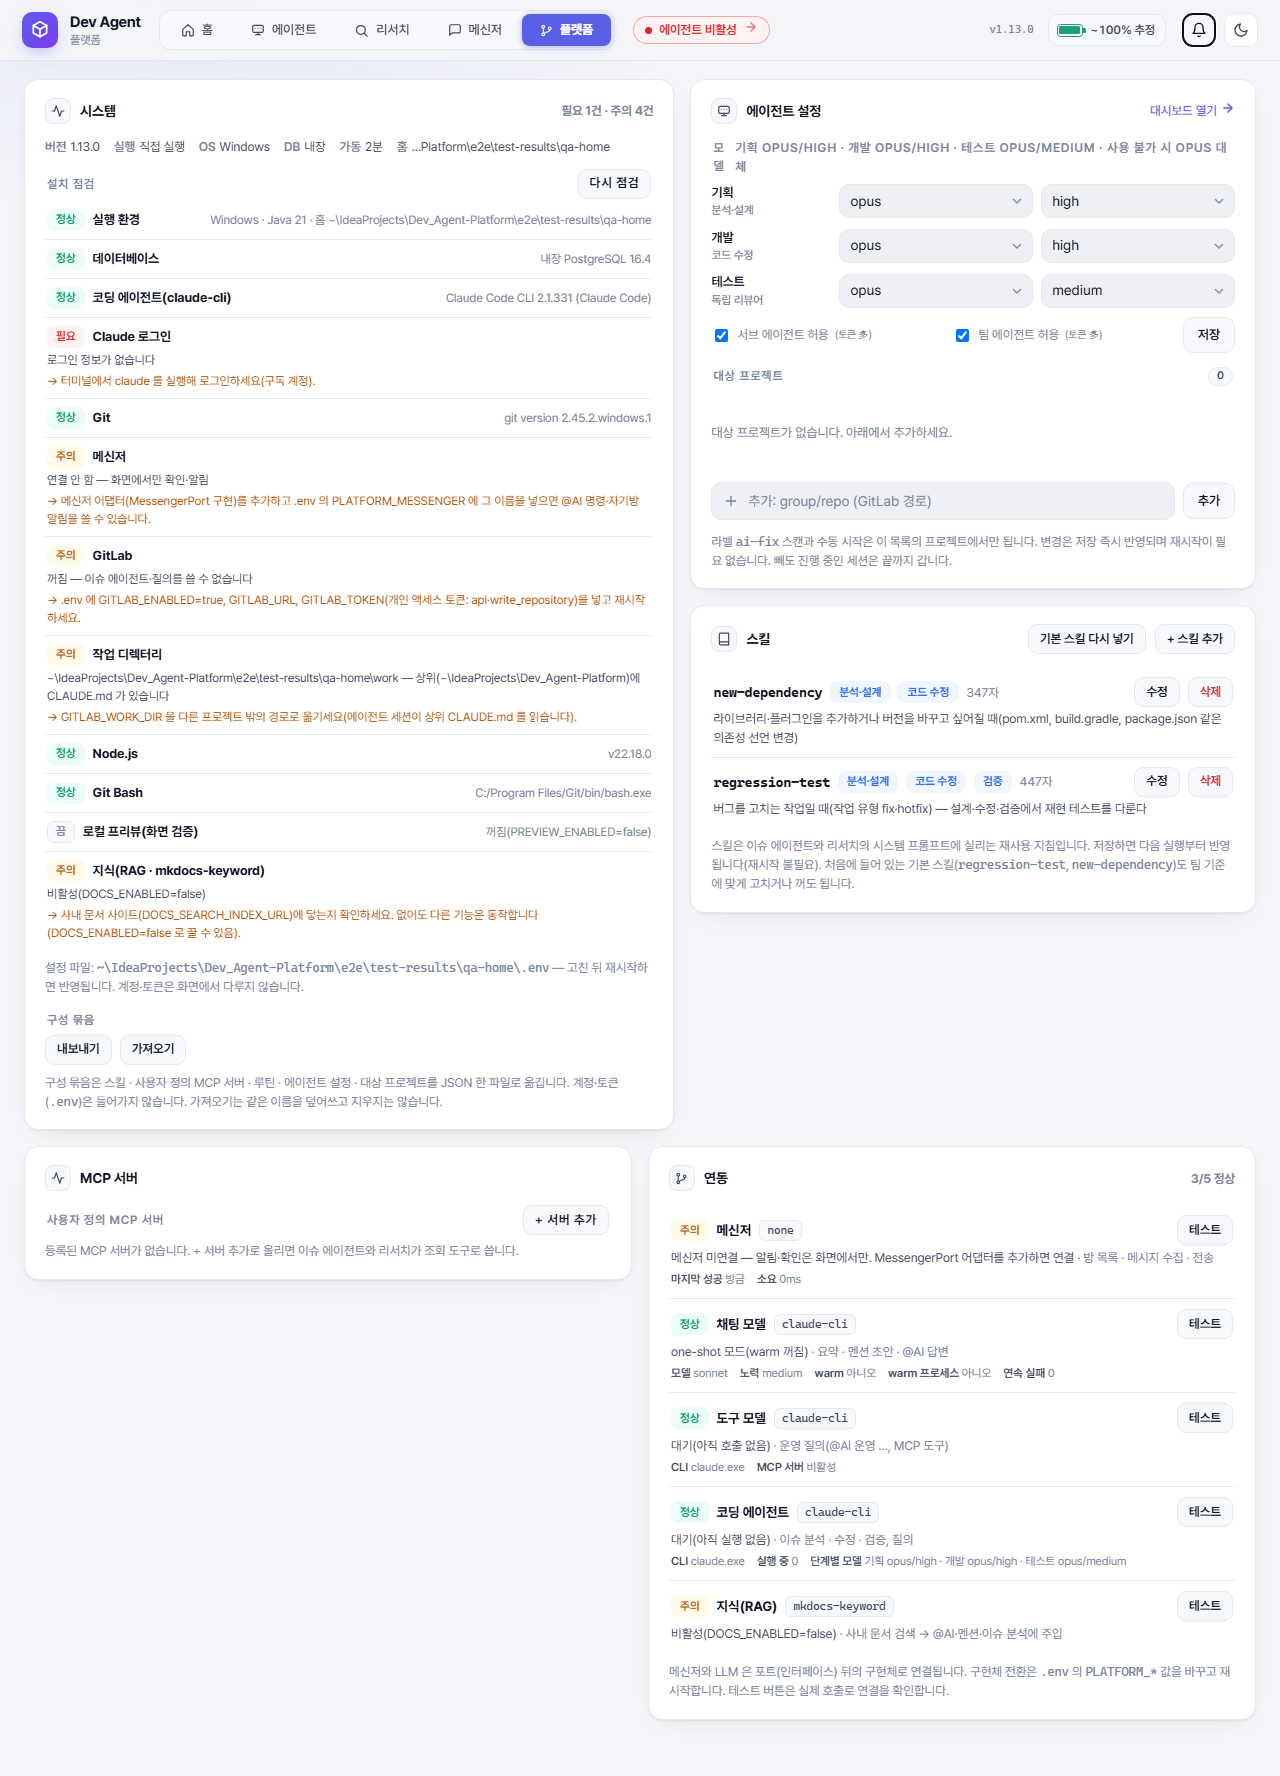 Dev Agent
플랫폼
홈
에이전트
리서치
메신저
플랫폼
에이전트 비활성 →
v1.13.0
~100% 추정
시스템
필요 1건 · 주의 4건
버전 1.13.0 실행 직접 실행 OS Windows DB 내장 가동 2분 홈 ...Platform\e2e\test-results\qa-home
설치 점검
다시 점검
정상 실행 환경 Windows · Java 21 · 홈 ~\IdeaProjects\Dev_Agent-Platform\e2e\test-results\qa-home
정상 데이터베이스 내장 PostgreSQL 16.4
정상 코딩 에이전트(claude-cli) Claude Code CLI 2.1.331 (Claude Code)
필요 Claude 로그인
로그인 정보가 없습니다
→ 터미널에서 claude 를 실행해 로그인하세요(구독 계정).
정상 Git git version 2.45.2.windows.1
주의 메신저
연결 안 함 — 화면에서만 확인·알림
→ 메신저 어댑터(MessengerPort 구현)를 추가하고 .env 의 PLATFORM_MESSENGER 에 그 이름을 넣으면 @AI 명령·자기방
알림을 쓸 수 있습니다.
주의 GitLab
꺼짐 — 이슈 에이전트·질의를 쓸 수 없습니다
→ .env 에 GITLAB_ENABLED=true, GITLAB_URL, GITLAB_TOKEN(개인 액세스 토큰: api·write_repository)을 넣고 재시작
하세요.
주의 작업 디렉터리
~\IdeaProjects\Dev_Agent-Platform\e2e\test-results\qa-home\work — 상위(~\IdeaProjects\Dev_Agent-Platform)에
CLAUDE.md 가 있습니다
→ GITLAB_WORK_DIR 을 다른 프로젝트 밖의 경로로 옮기세요(에이전트 세션이 상위 CLAUDE.md 를 읽습니다).
정상 Node.js v22.18.0
정상 Git Bash C:/Program Files/Git/bin/bash.exe
끔 로컬 프리뷰(화면 검증) 꺼짐(PREVIEW_ENABLED=false)
주의 지식(RAG · mkdocs-keyword)
비활성(DOCS_ENABLED=false)
→ 사내 문서 사이트(DOCS_SEARCH_INDEX_URL)에 닿는지 확인하세요. 없어도 다른 기능은 동작합니다
(DOCS_ENABLED=false 로 끌 수 있음).
설정 파일: ~\IdeaProjects\Dev_Agent-Platform\e2e\test-results\qa-home\.env — 고친 뒤 재시작하
면 반영됩니다. 계정·토큰은 화면에서 다루지 않습니다.
구성 묶음
내보내기 가져오기
구성 묶음은 스킬 · 사용자 정의 MCP 서버 · 루틴 · 에이전트 설정 · 대상 프로젝트를 JSON 한 파일로 옮깁니다. 계정·토큰
(.env)은 들어가지 않습니다. 가져오기는 같은 이름을 덮어쓰고 지우지는 않습니다.
에이전트 설정
대시보드 열기 →
모델 기획 OPUS/HIGH · 개발 OPUS/HIGH · 테스트 OPUS/MEDIUM · 사용 불가 시 OPUS 대
체
기획
분석·설계
opus high
개발
코드 수정
opus high
테스트
독립 리뷰어
opus medium
서브 에이전트 허용 (토큰 多) 팀 에이전트 허용 (토큰 多) 저장
대상 프로젝트 0
대상 프로젝트가 없습니다. 아래에서 추가하세요.
추가: group/repo (GitLab 경로) 추가
라벨 ai-fix 스캔과 수동 시작은 이 목록의 프로젝트에서만 됩니다. 변경은 저장 즉시 반영되며 재시작이 필
요 없습니다. 빼도 진행 중인 세션은 끝까지 갑니다.
스킬
기본 스킬 다시 넣기 + 스킬 추가
new-dependency 분석·설계 코드 수정 347자 수정 삭제
라이브러리·플러그인을 추가하거나 버전을 바꾸고 싶어질 때(pom.xml, build.gradle, package.json 같은
의존성 선언 변경)
regression-test 분석·설계 코드 수정 검증 447자 수정 삭제
버그를 고치는 작업일 때(작업 유형 fix·hotfix) — 설계·수정·검증에서 재현 테스트를 다룬다
스킬은 이슈 에이전트와 리서치의 시스템 프롬프트에 실리는 재사용 지침입니다. 저장하면 다음 실행부터 반영
됩니다(재시작 불필요). 처음에 들어 있는 기본 스킬(regression-test, new-dependency)도 팀 기준
에 맞게 고치거나 꺼도 됩니다.
MCP 서버
사용자 정의 MCP 서버 + 서버 추가
등록된 MCP 서버가 없습니다. + 서버 추가로 올리면 이슈 에이전트와 리서치가 조회 도구로 씁니다.
연동
3/5 정상
주의 메신저 none 테스트
메신저 미연결 — 알림·확인은 화면에서만. MessengerPort 어댑터를 추가하면 연결 · 방 목록 · 메시지 수집 · 전송
마지막 성공 방금 소요 0ms
정상 채팅 모델 claude-cli 테스트
one-shot 모드(warm 꺼짐) · 요약 · 멘션 초안 · @AI 답변
모델 sonnet 노력 medium warm 아니오 warm 프로세스 아니오 연속 실패 0
정상 도구 모델 claude-cli 테스트
대기(아직 호출 없음) · 운영 질의(@AI 운영 ..., MCP 도구)
CLI claude.exe MCP 서버 비활성
정상 코딩 에이전트 claude-cli 테스트
대기(아직 실행 없음) · 이슈 분석 · 수정 · 검증, 질의
CLI claude.exe 실행 중 0 단계별 모델 기획 opus/high · 개발 opus/high · 테스트 opus/medium
주의 지식(RAG) mkdocs-keyword 테스트
비활성(DOCS_ENABLED=false) · 사내 문서 검색 → @AI·멘션·이슈 분석에 주입
메신저와 LLM 은 포트(인터페이스) 뒤의 구현체로 연결됩니다. 구현체 전환은 .env 의 PLATFORM_* 값을 바꾸고 재
시작합니다. 테스트 버튼은 실제 호출로 연결을 확인합니다.